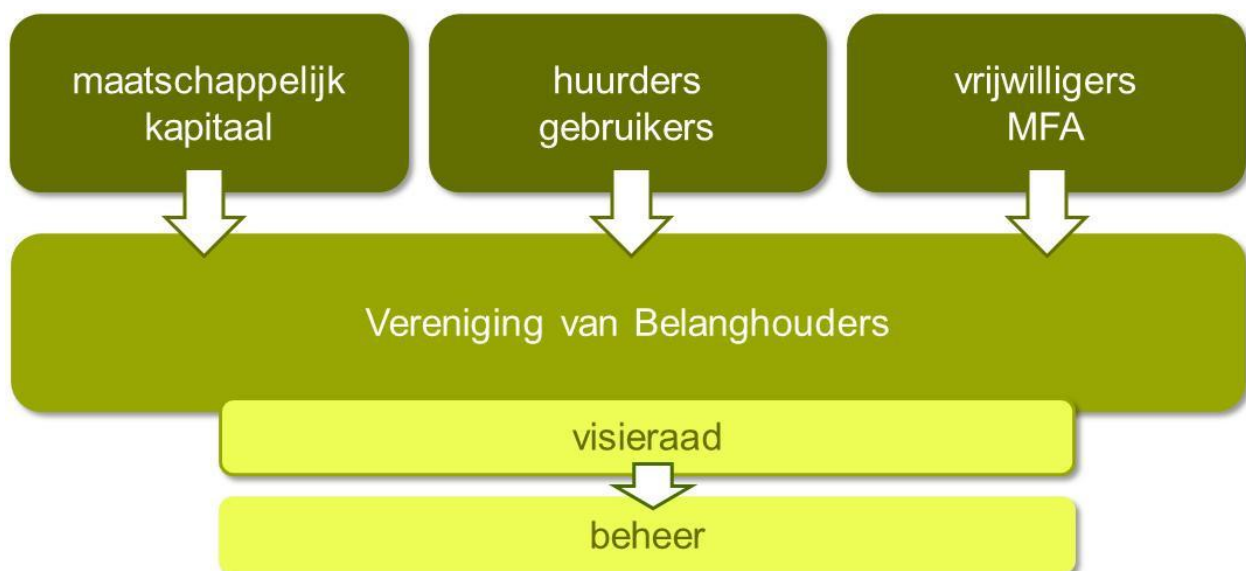 maatschappelijk
kapitaal
huurders
gebruikers
vrijwilligers
MFA
Vereniging van Belanghouders
visieraad
beheer